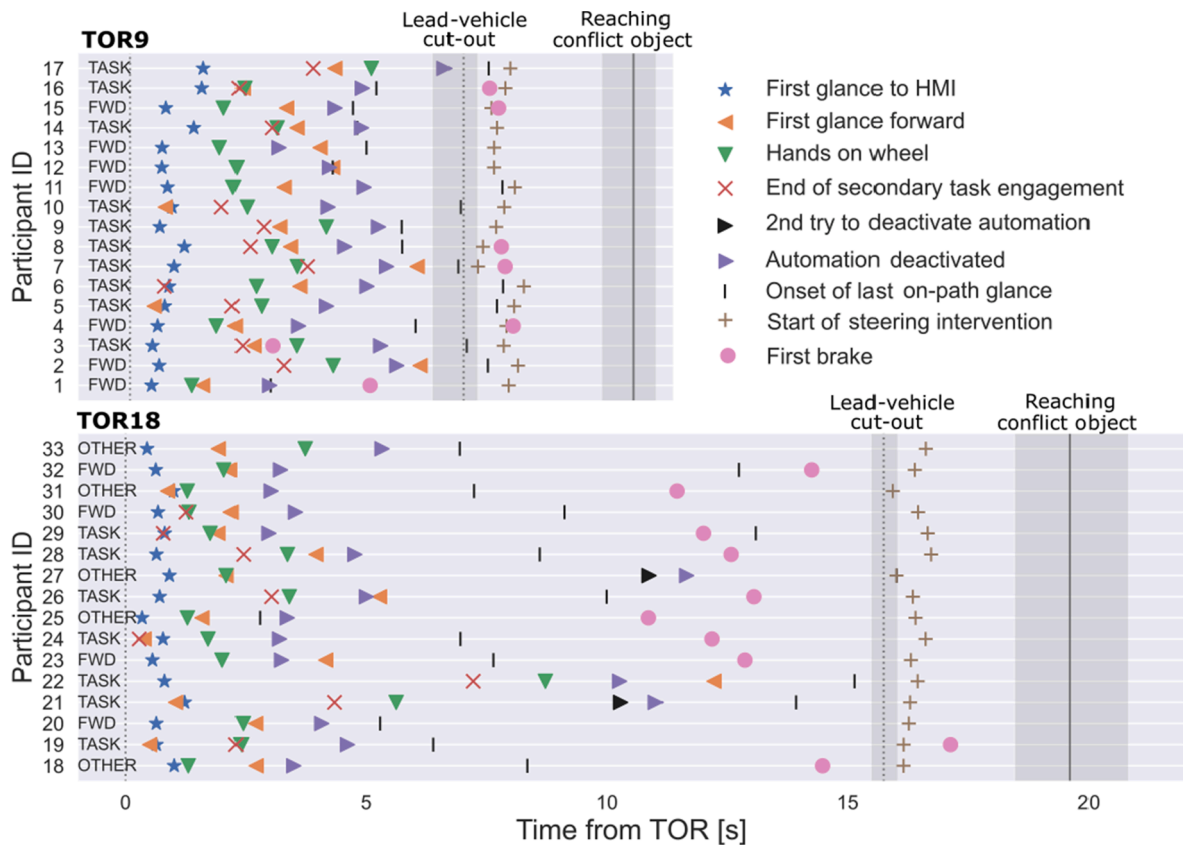 Lead-vehicle
cut-out
Reaching
conflict object
TOR9
17 TASK
16 TASK
15 FWD
14 TASK
13 FWD
12 FWD
11 FWD
10 TASK
9 TASK
8 TASK
7 TASK
6 TASK
5 TASK
4 FWD
3 TASK
2 FWD
1 FWD
Participant ID
First glance to HMI
First glance forward
Hands on wheel
End of secondary task engagement
2nd try to deactivate automation
Automation deactivated
Onset of last on-path glance
Start of steering intervention
First brake
TOR18
Lead-vehicle
cut-out
Reaching
conflict object
33 OTHER
32 FWD
31 OTHER
30 FWD
29 TASK
28 TASK
27 OTHER
26 TASK
25 OTHER
24 TASK
23 FWD
22 TASK
21 TASK
20 FWD
19 TASK
18 OTHER
Participant ID
0 5 10 15 20
Time from TOR [s]